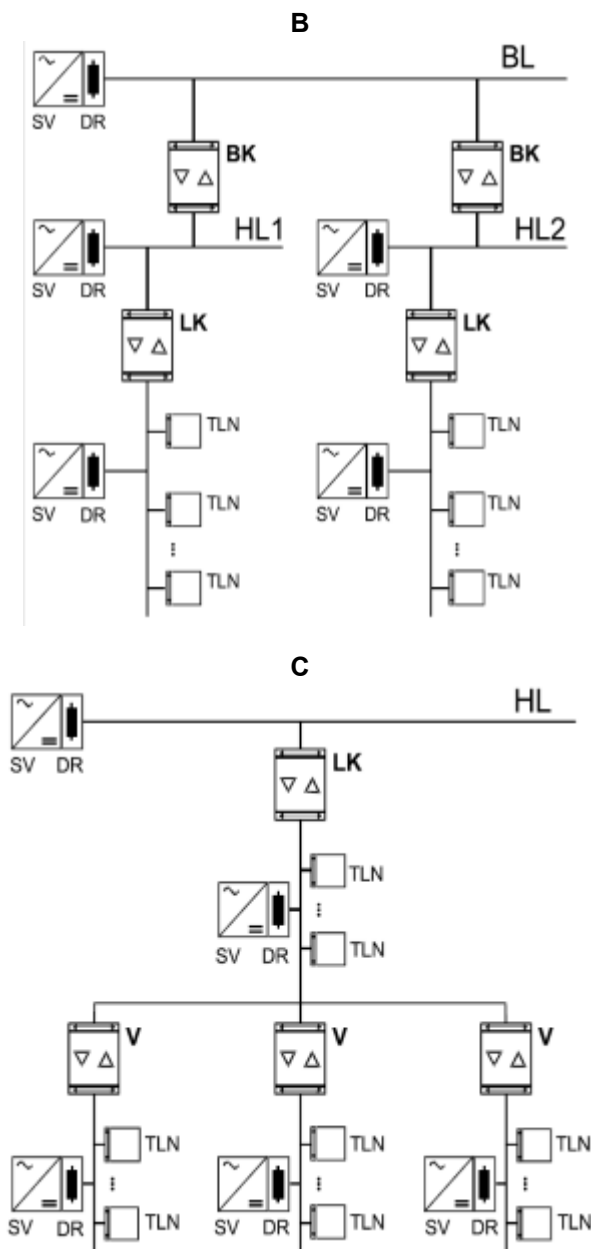 B
BL
SV DR
BK BK
HL1 HL2
SV DR SV DR
LK LK
TLN TLN
SV DR SV DR
TLN TLN
TLN TLN
C
HL
SV DR
LK
TLN
SV DR TLN
V V V
TLN TLN TLN
SV DR TLN SV DR TLN SV DR TLN